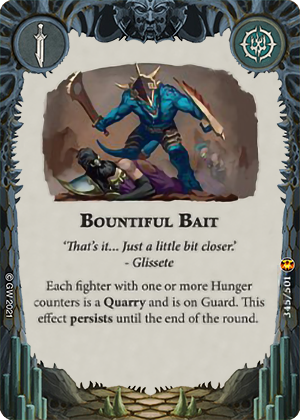 BOUNTIFUL BAIT
'That's it... Just a little bit closer.'
- Glissete
Each fighter with one or more Hunger
counters is a Quarry and is on Guard. This
effect persists until the end of the round.
© GW 2021
345/501